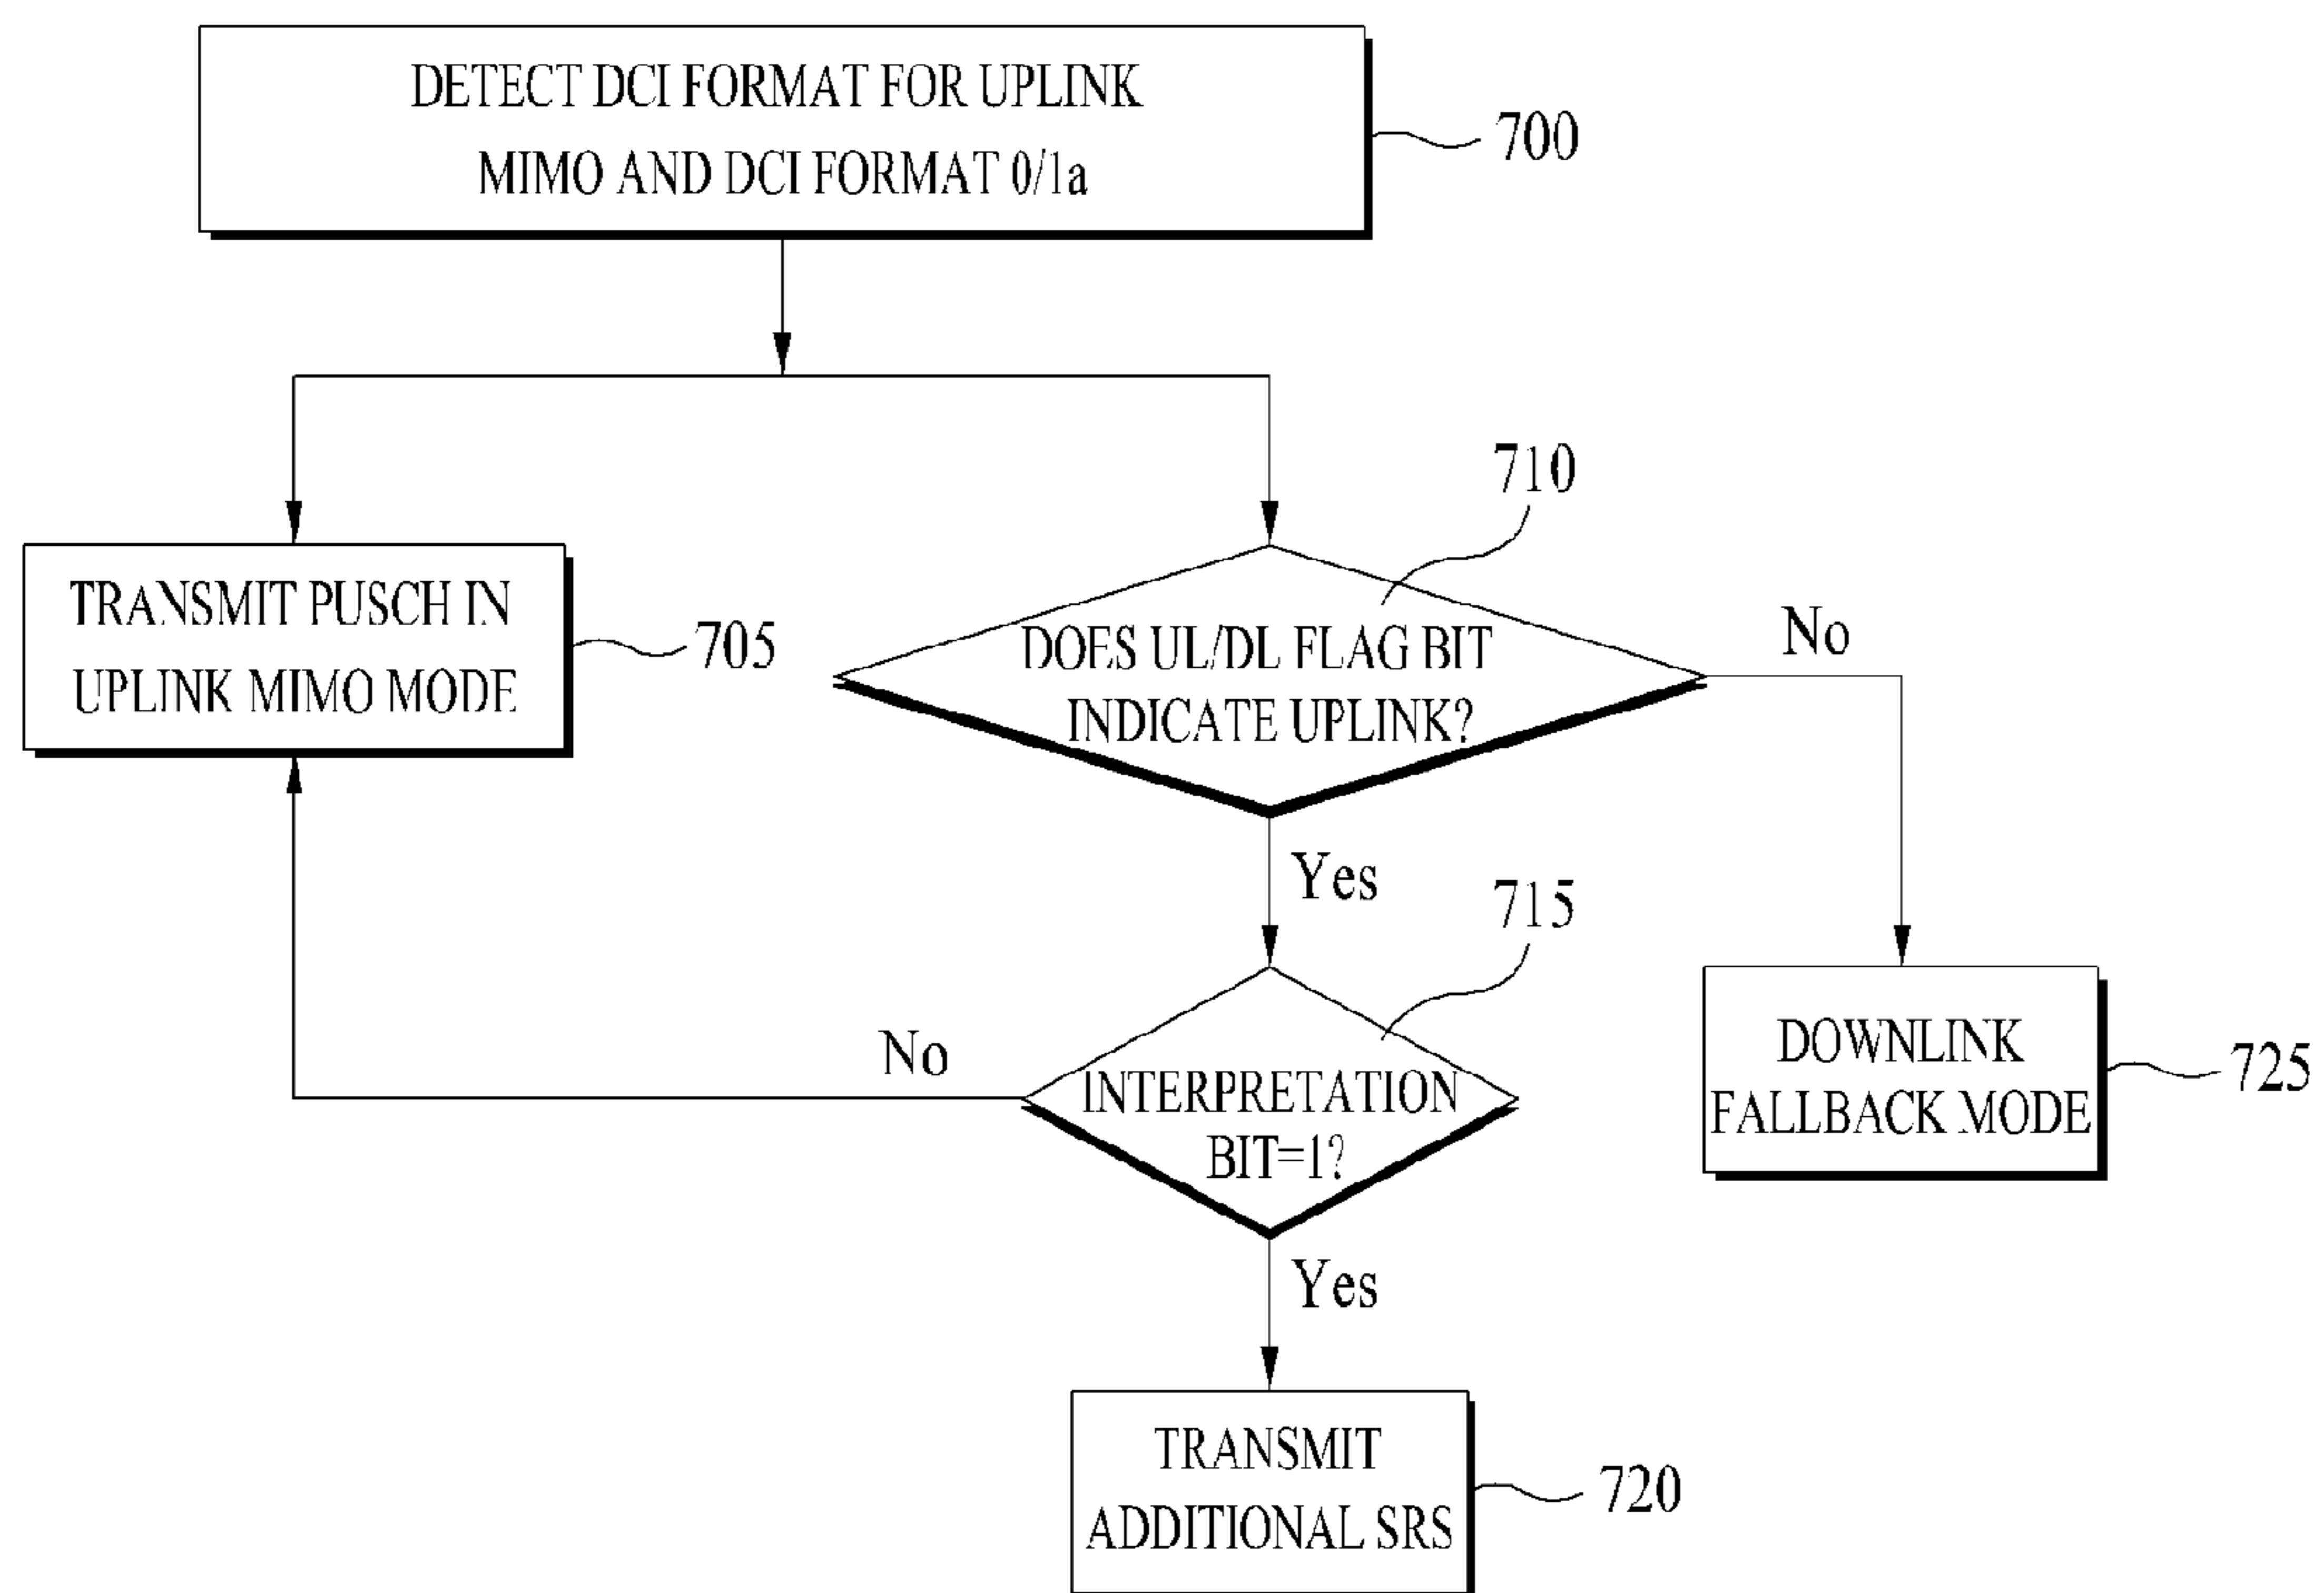 DETECT DCI FORMAT FOR UPLINK
MIMO AND DCI FORMAT 0/1a
700
710
TRANSMIT PUSCH IN
UPLINK MIMO MODE
705
DOES UL/DL FLAG BIT
INDICATE UPLINK?
No
Yes
715
No
INTERPRETATION
BIT=1?
DOWNLINK
FALLBACK MODE
725
Yes
TRANSMIT
ADDITIONAL SRS
720